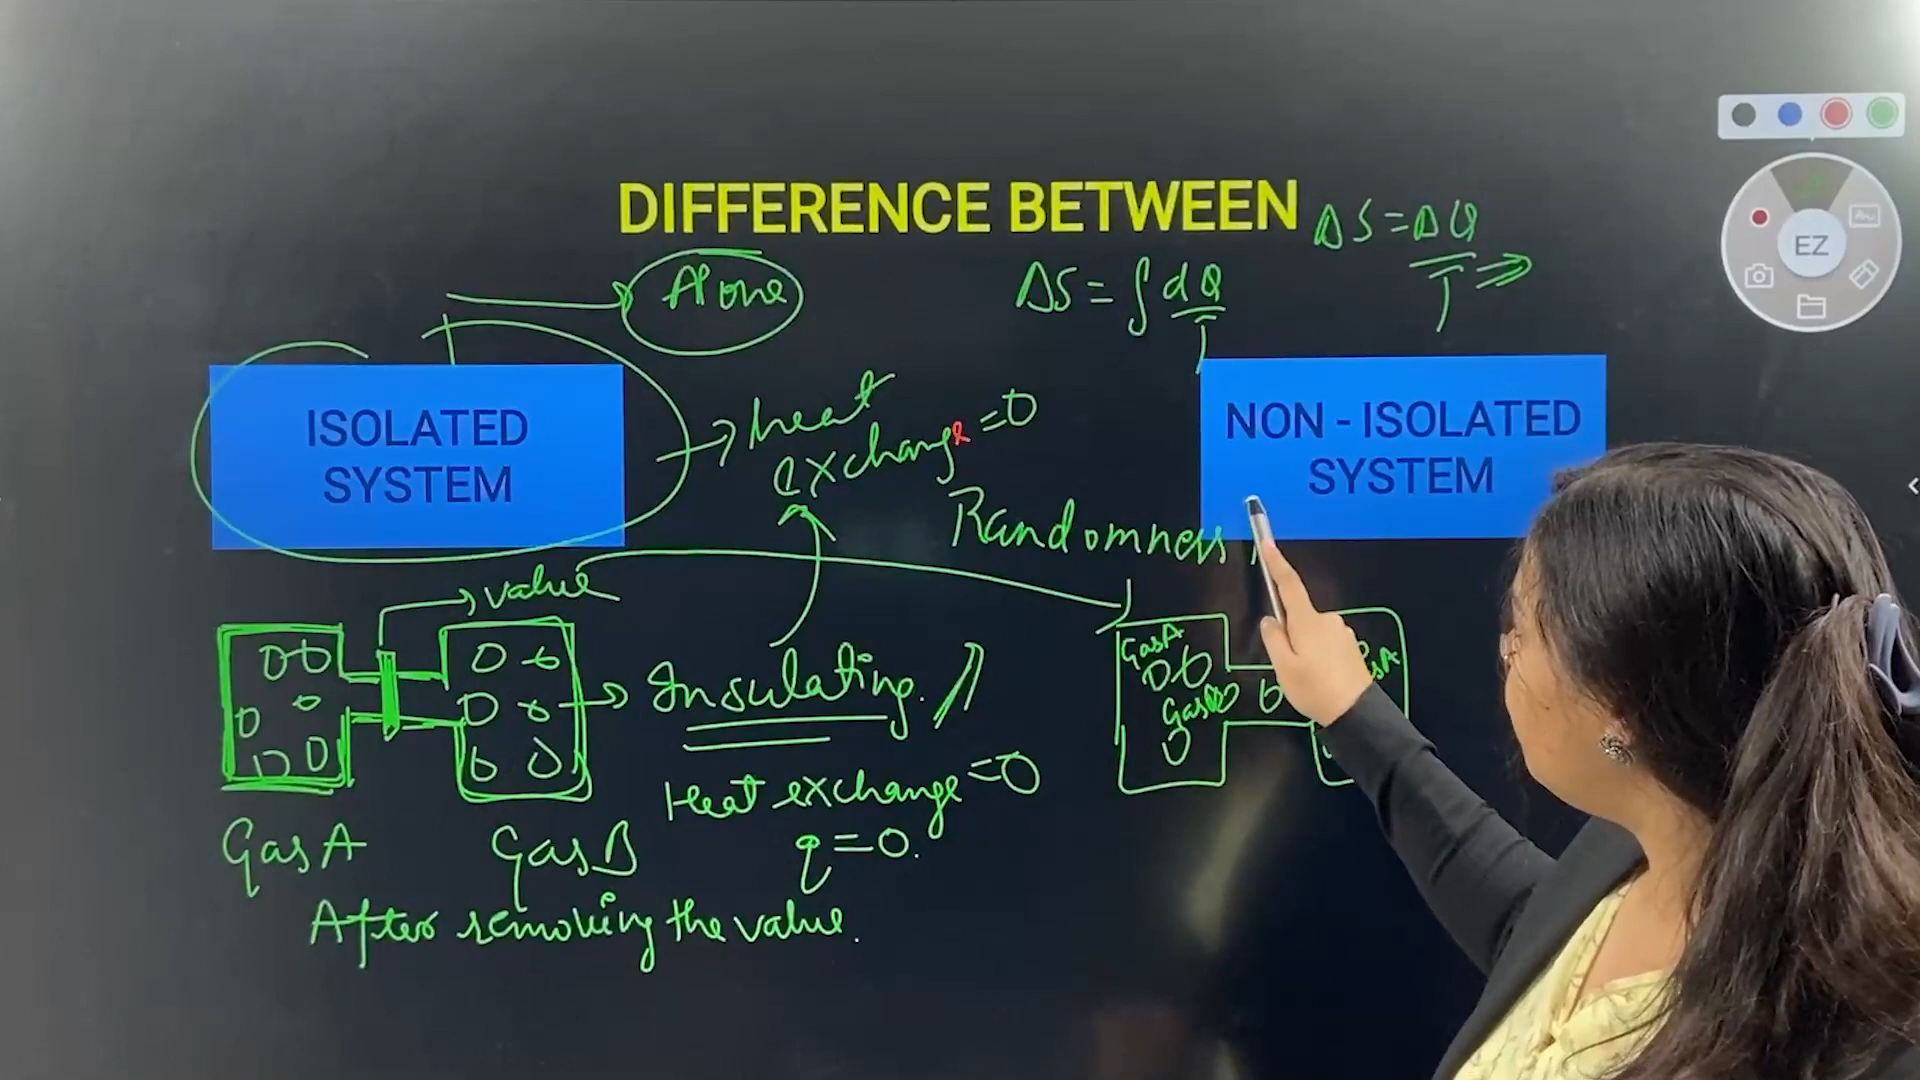 DIFFERENCE BETWEEN
ΔS = ΔQ
T
Alone
ΔS = ∫ dQ
T
ISOLATED
SYSTEM
heat
exchange = 0
NON - ISOLATED
SYSTEM
Randomness
value
Gas A
Gas
Insulating.
Heat exchange = 0
q = 0.
Gas A
Gas B
After removing the value.
EZ